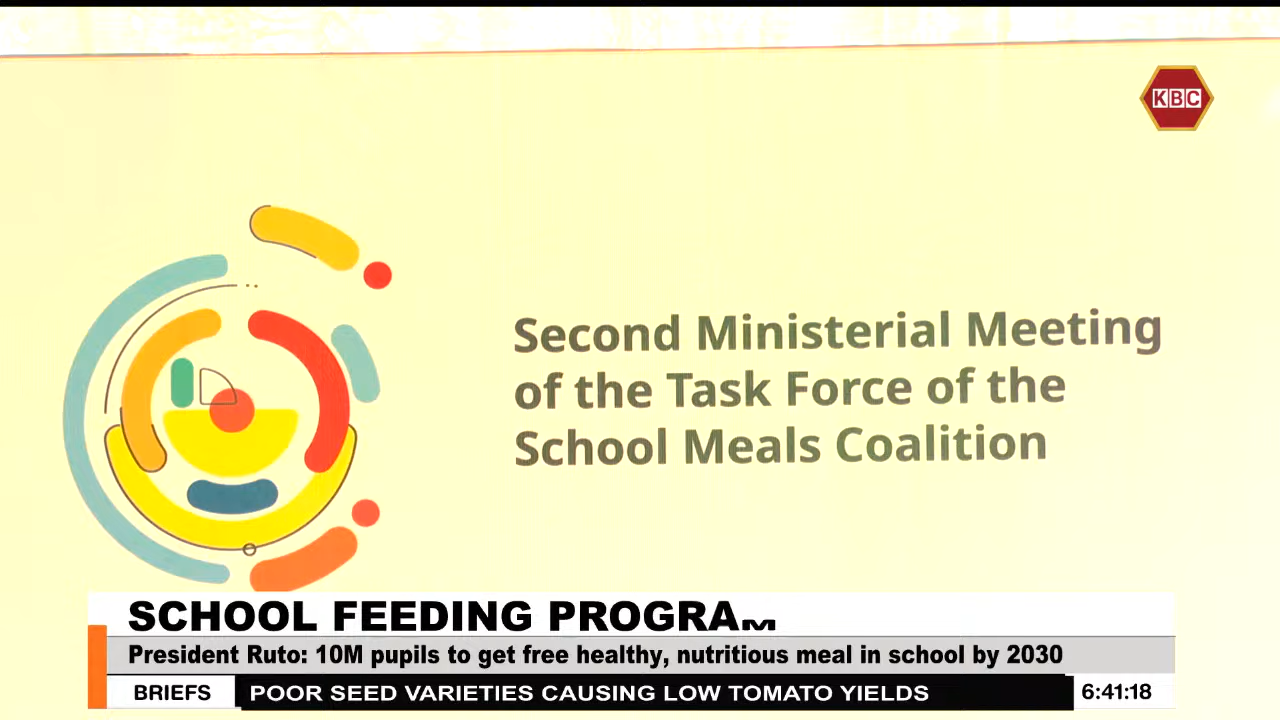 KBC
Second Ministerial Meeting
of the Task Force of the
School Meals Coalition
SCHOOL FEEDING PROGRAM
President Ruto: 10M pupils to get free healthy, nutritious meal in school by 2030
BRIEFS POOR SEED VARIETIES CAUSING LOW TOMATO YIELDS 6:41:18